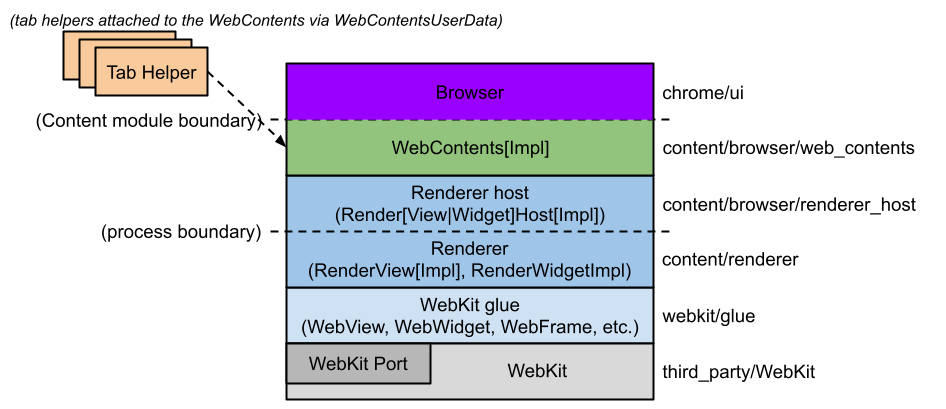 (tab helpers attached to the WebContents via WebContentsUserData)
Tab Helper
Browser
chrome/ui
(Content module boundary)
WebContents[Impl]
content/browser/web_contents
Renderer host
(Render[View|Widget]Host[Impl])
content/browser/renderer_host
(process boundary)
Renderer
(RenderView[Impl], RenderWidgetImpl)
content/renderer
WebKit glue
(WebView, WebWidget, WebFrame, etc.)
webkit/glue
WebKit Port
WebKit
third_party/WebKit